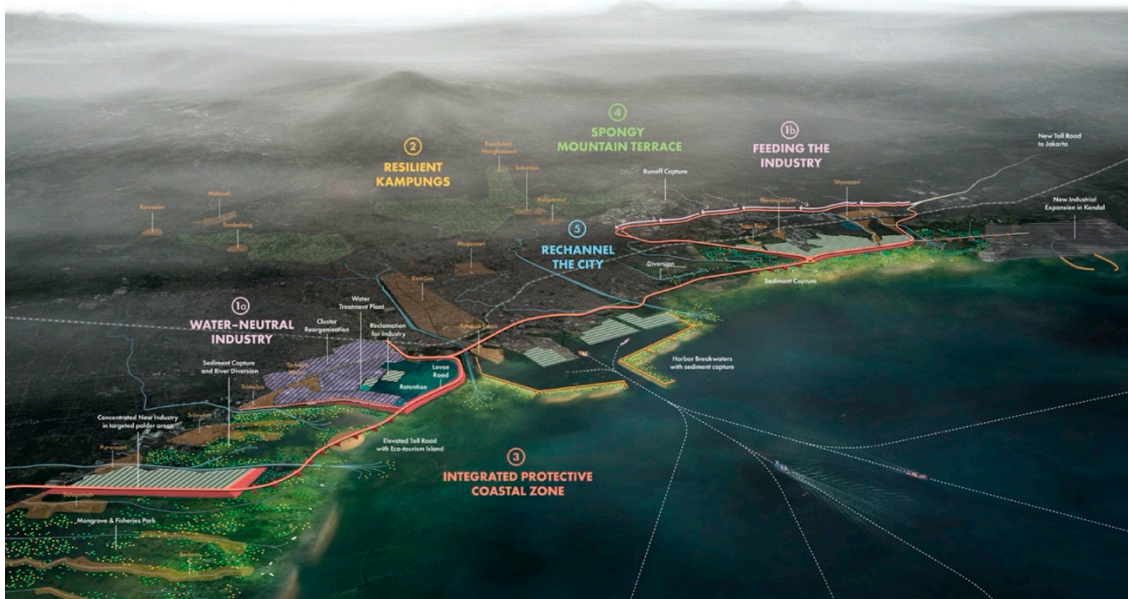 4
SPONGY
MOUNTAIN TERRACE
1b
FEEDING THE
INDUSTRY
New Toll Road
to Jakarta
2
RESILIENT
KAMPUNGS
Runoff Capture
Wonosari
New Industrial
Expansion in Kendal
5
RECHANNEL
THE CITY
Diversion
Sediment Capture
1a
WATER-NEUTRAL
INDUSTRY
Water
Treatment Plant
Cluster
Reorganization
Reclamation
for Industry
Sediment Capture
and River Diversion
Levee
Road
Retention
Harbor Breakwaters
with sediment capture
Concentrated New Industry
in targeted polder areas
Elevated Toll Road
with Eco-tourism Island
3
INTEGRATED PROTECTIVE
COASTAL ZONE
Mangrove & Fisheries Park